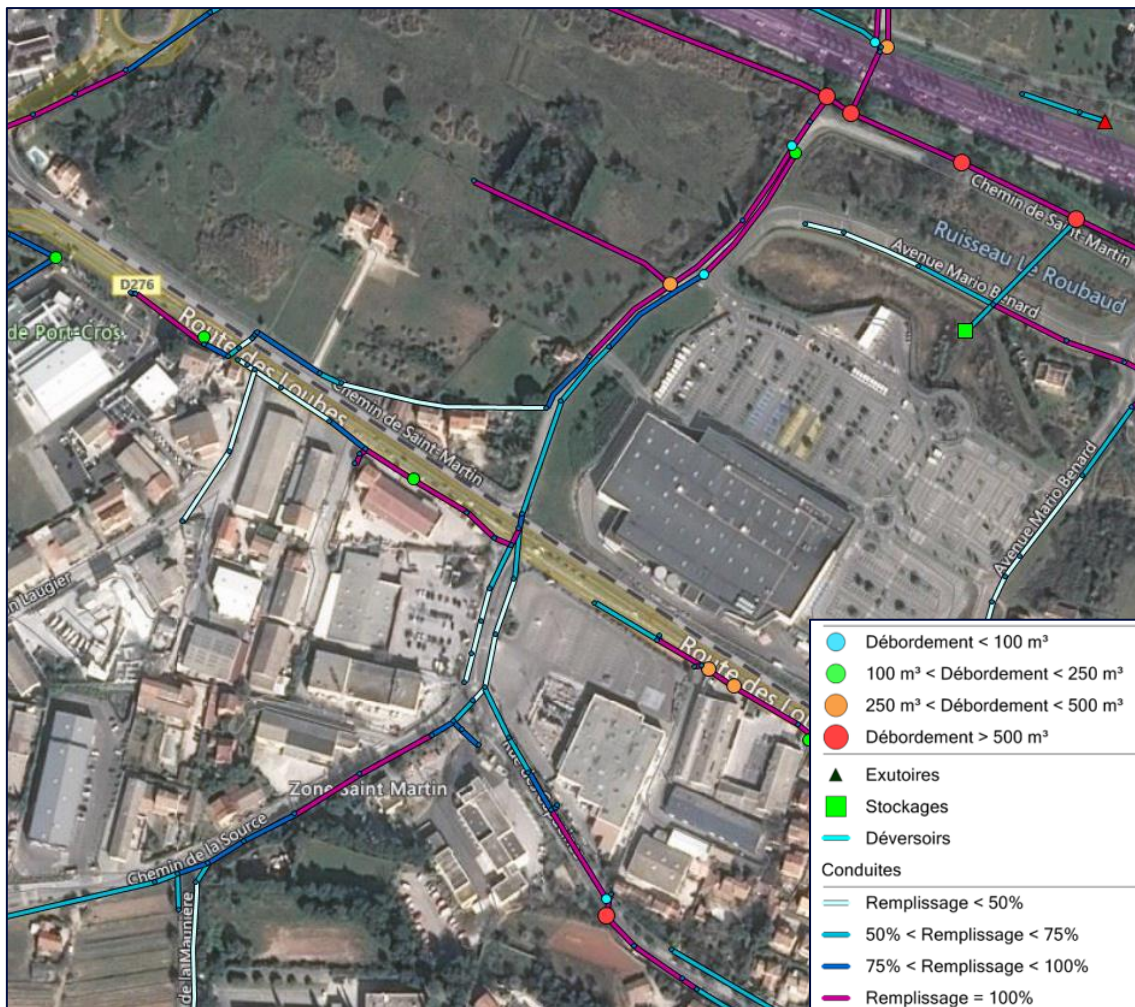 Chemin de Saint-Martin
Ruisseau Le Roubaud
Avenue Mario Benard
D276
de Port-Cros
Route des Loubes
Chemin de Saint-Martin
Avenue Mario Benard
n Laugier
Route des Lou
Zone Saint Martin
Chemin de la Source
de la Maunière
Débordement < 100 m³
100 m³ < Débordement < 250 m³
250 m³ < Débordement < 500 m³
Débordement > 500 m³
Exutoires
Stockages
Déversoirs
Conduites
Remplissage < 50%
50% < Remplissage < 75%
75% < Remplissage < 100%
Remplissage = 100%